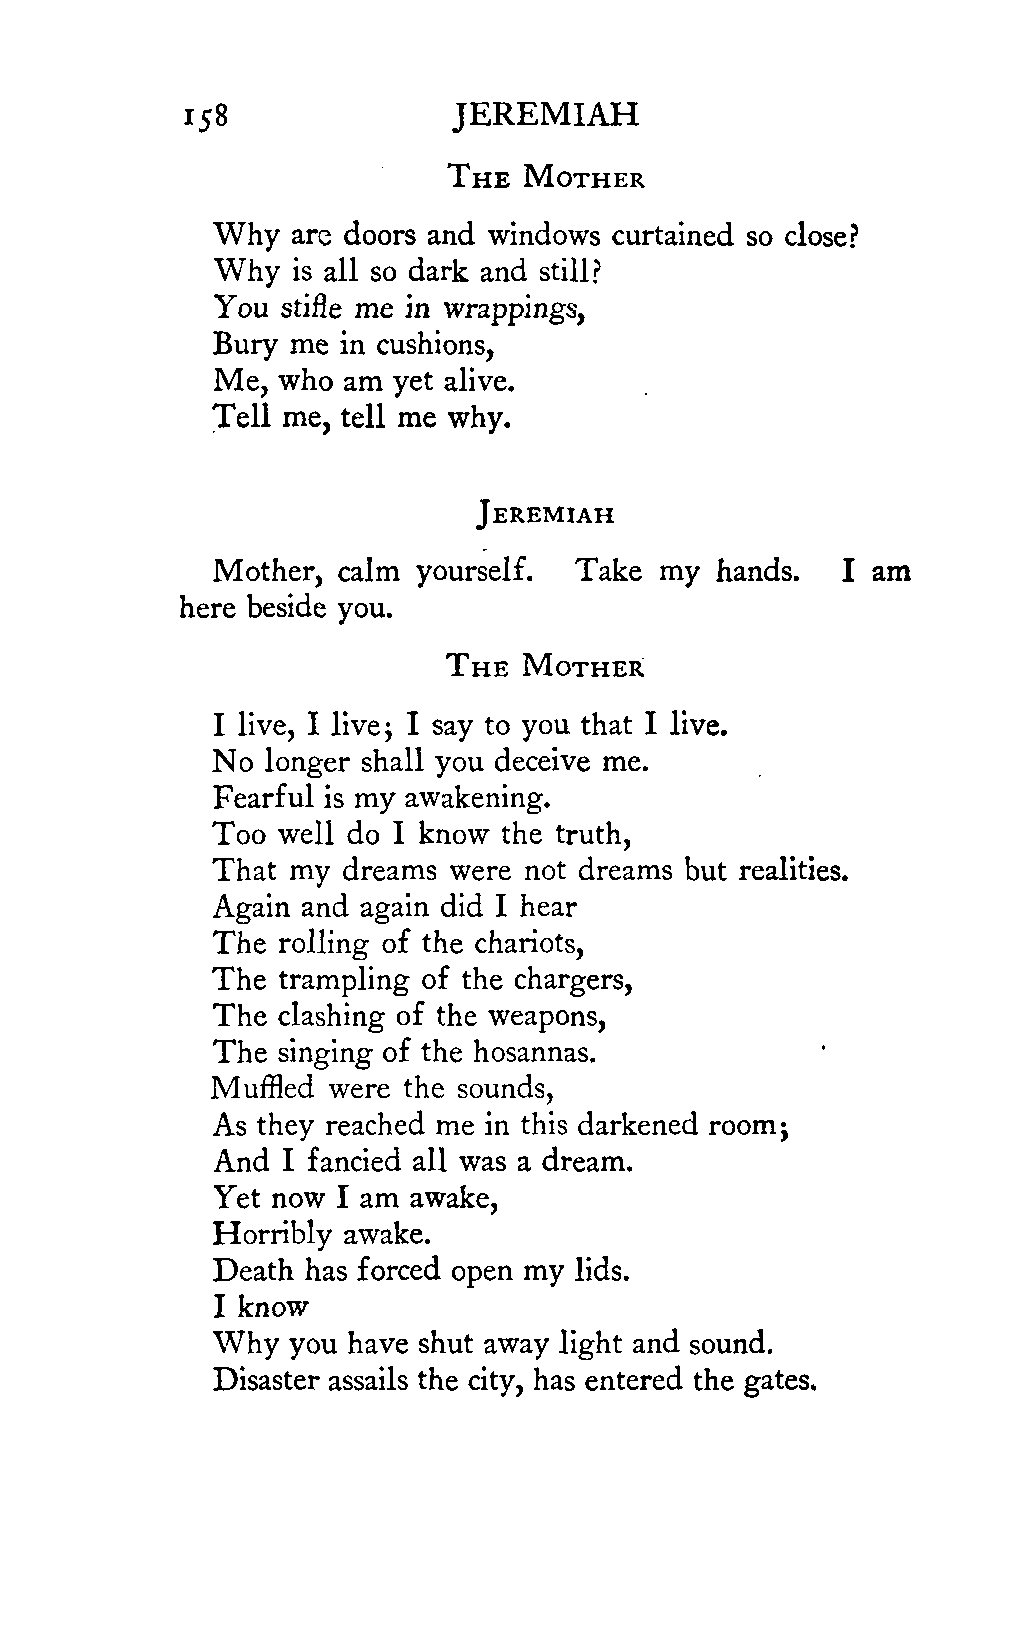 158 JEREMIAH
THE MOTHER
Why are doors and windows curtained so close?
Why is all so dark and still?
You stifle me in wrappings,
Bury me in cushions,
Me, who am yet alive.
Tell me, tell me why.
JEREMIAH
Mother, calm yourself. Take my hands. I am
here beside you.
THE MOTHER
I live, I live; I say to you that I live.
No longer shall you deceive me.
Fearful is my awakening.
Too well do I know the truth,
That my dreams were not dreams but realities.
Again and again did I hear
The rolling of the chariots,
The trampling of the chargers,
The clashing of the weapons,
The singing of the hosannas.
Muffled were the sounds,
As they reached me in this darkened room;
And I fancied all was a dream.
Yet now I am awake,
Horribly awake.
Death has forced open my lids.
I know
Why you have shut away light and sound.
Disaster assails the city, has entered the gates.